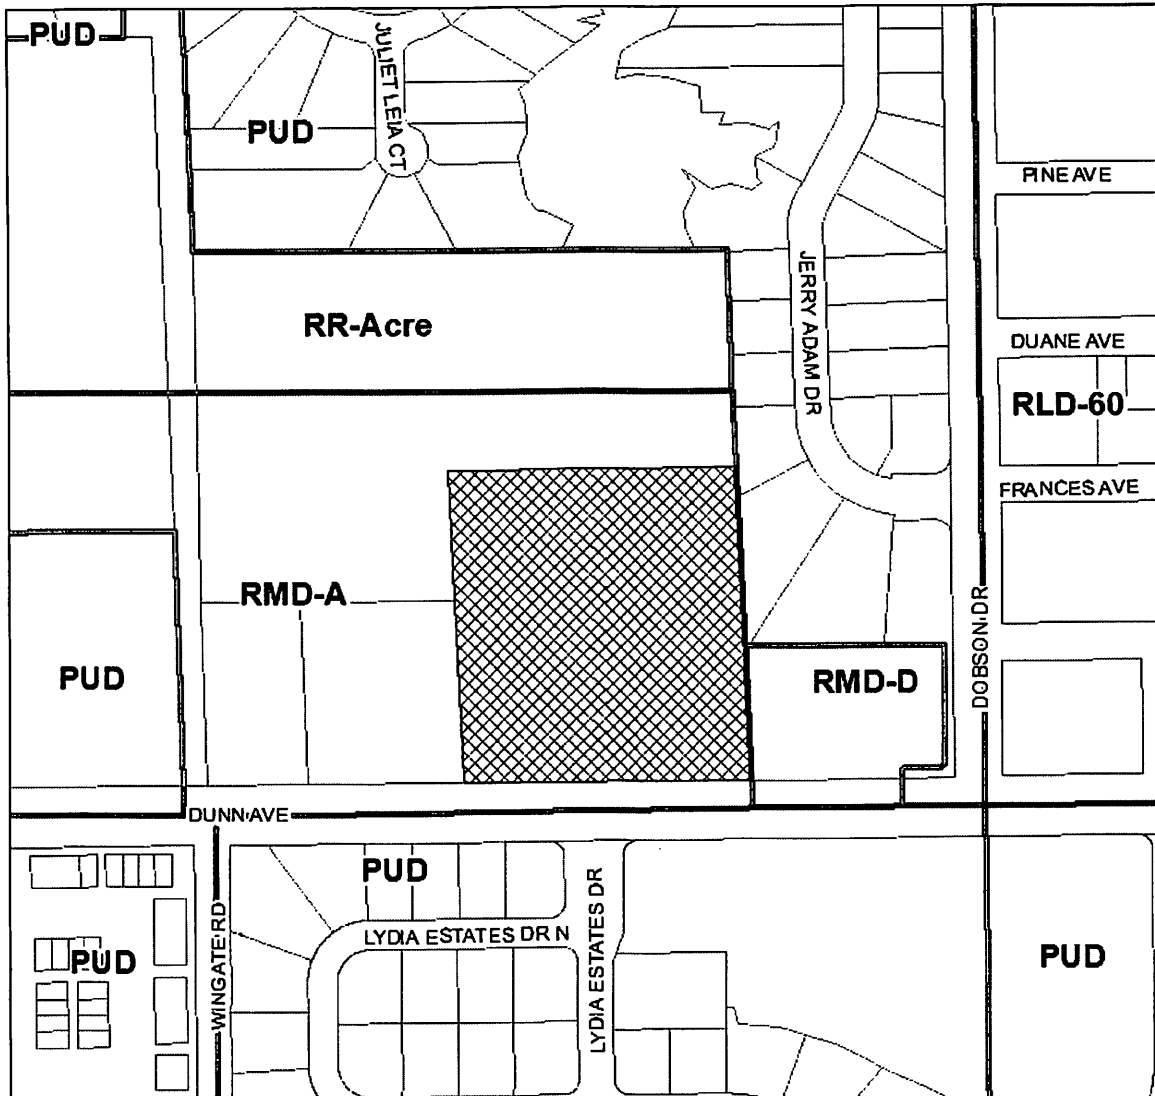 PUD
JULIET LEIA CT
PUD
PINE AVE
JERRY ADAM DR
RR-Acre
DUANE AVE
RLD-60
FRANCES AVE
RMD-A
DOBSON DR
PUD
RMD-D
DUNN AVE
PUD
LYDIA ESTATES DR
WINGATE RD
LYDIA ESTATES DR N
PUD
PUD